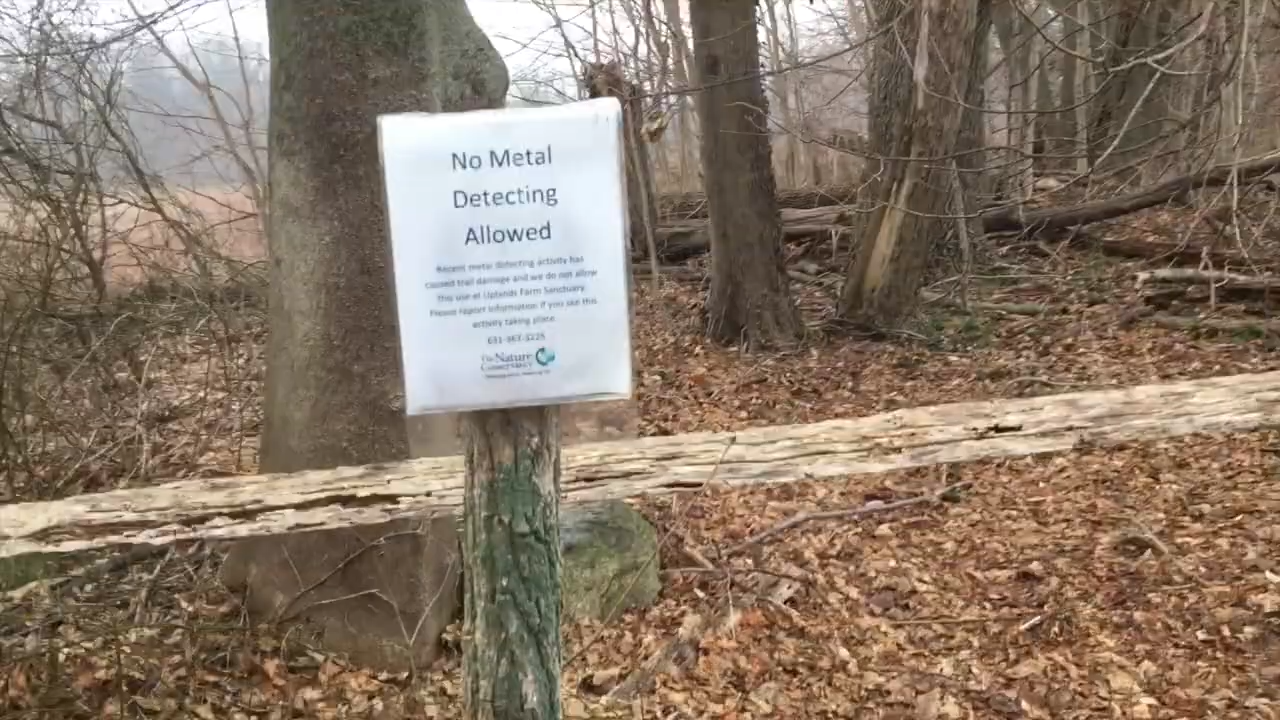 No Metal
Detecting
Allowed
Recent metal detecting activity has
caused trail damage and we do not allow
this use at Uplands Farm Sanctuary.
Please report information if you see this
activity taking place.
631-367-3225
The Nature
Conservancy